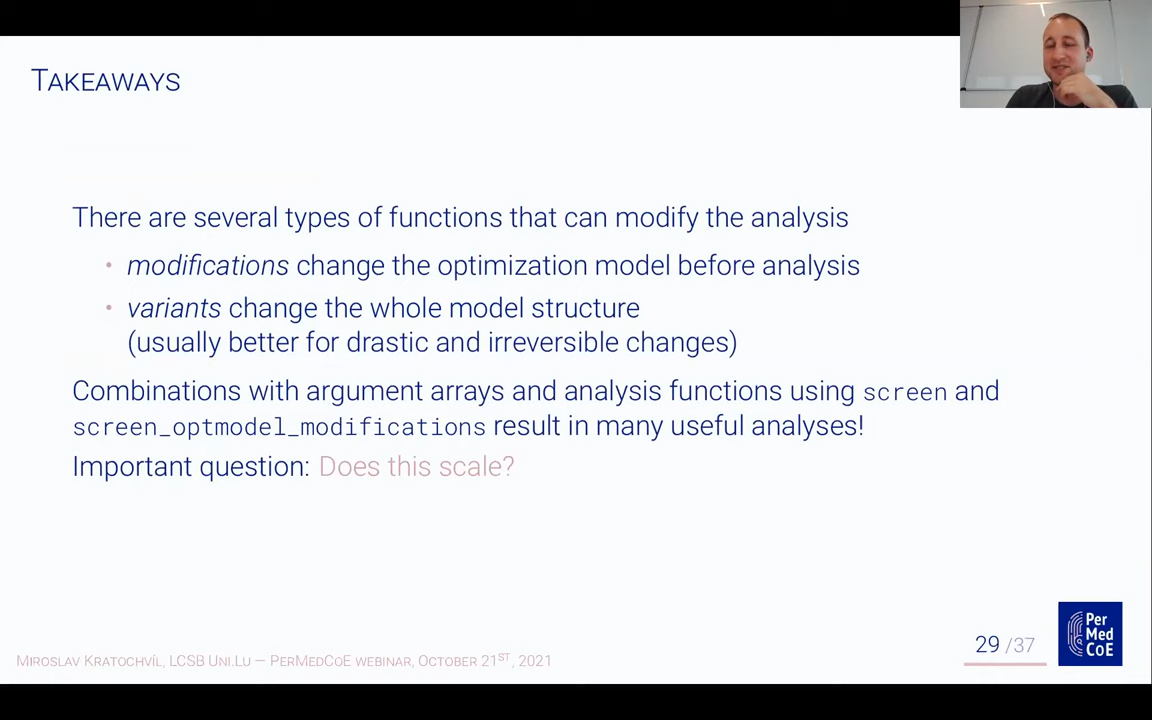 Takeaways
There are several types of functions that can modify the analysis
• modifications change the optimization model before analysis
• variants change the whole model structure
(usually better for drastic and irreversible changes)
Combinations with argument arrays and analysis functions using screen and
screen_optmodel_modifications result in many useful analyses!
Important question: Does this scale?
Miroslav Kratochvíl, LCSB Uni.Lu — PerMedCoE webinar, October 21st, 2021
29 /37
Per
Med
CoE